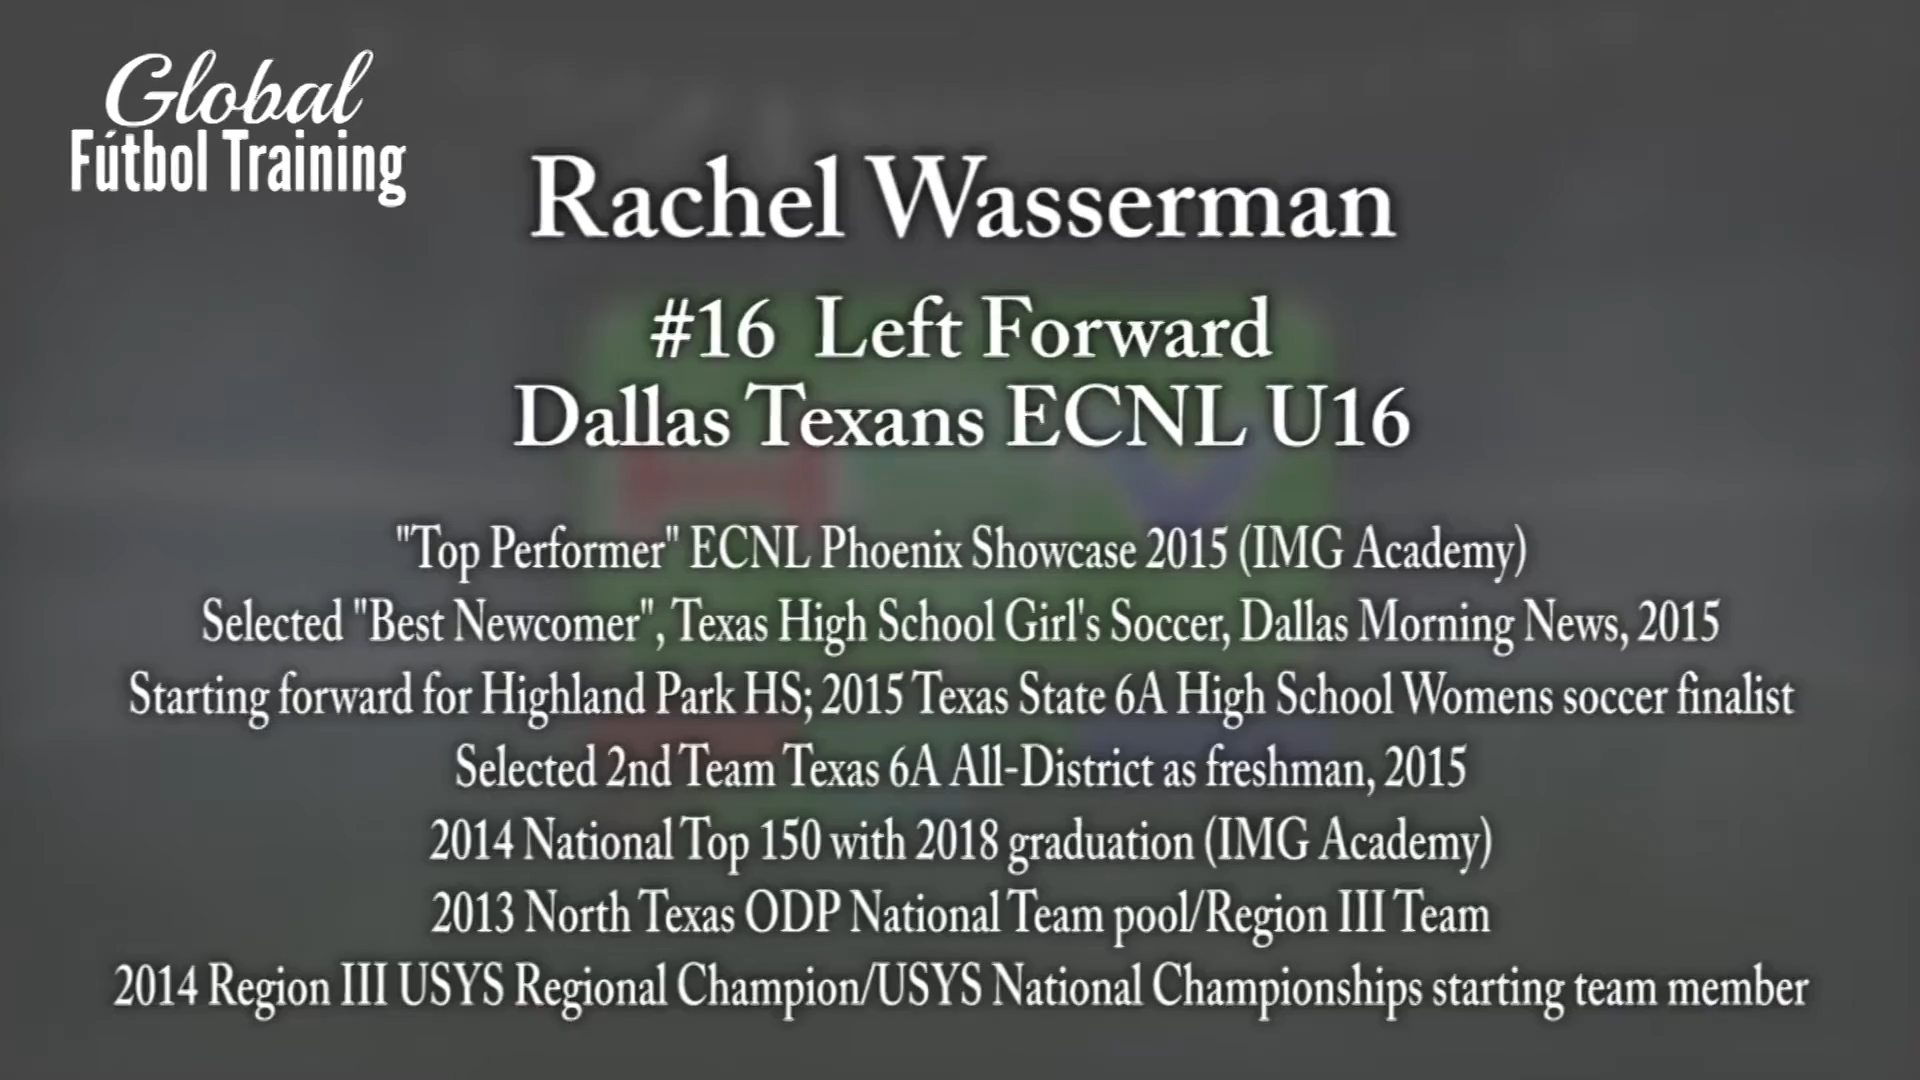 Global
Fútbol Training
Rachel Wasserman
#16 Left Forward
Dallas Texans ECNL U16
"Top Performer" ECNL Phoenix Showcase 2015 (IMG Academy)
Selected "Best Newcomer", Texas High School Girl's Soccer, Dallas Morning News, 2015
Starting forward for Highland Park HS; 2015 Texas State 6A High School Womens soccer finalist
Selected 2nd Team Texas 6A All-District as freshman, 2015
2014 National Top 150 with 2018 graduation (IMG Academy)
2013 North Texas ODP National Team pool/Region III Team
2014 Region III USYS Regional Champion/USYS National Championships starting team member